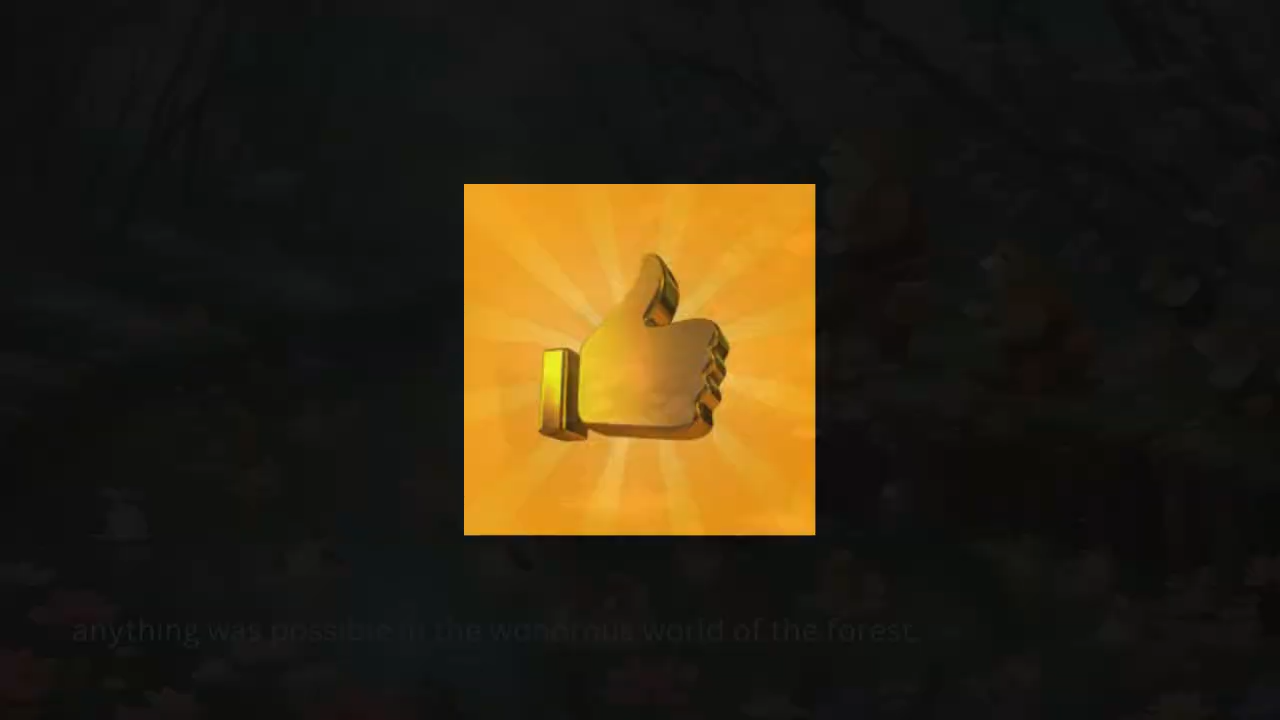 anything was possible in the wondrous world of the forest.